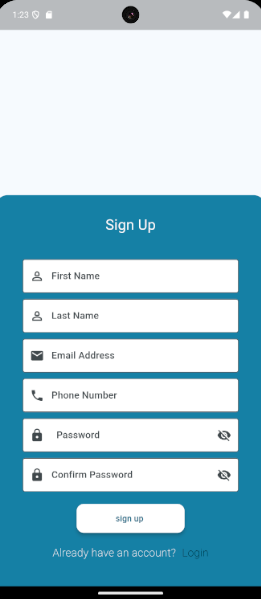 1:23
Sign Up
First Name
Last Name
Email Address
Phone Number
Password
Confirm Password
sign up
Already have an account? Login